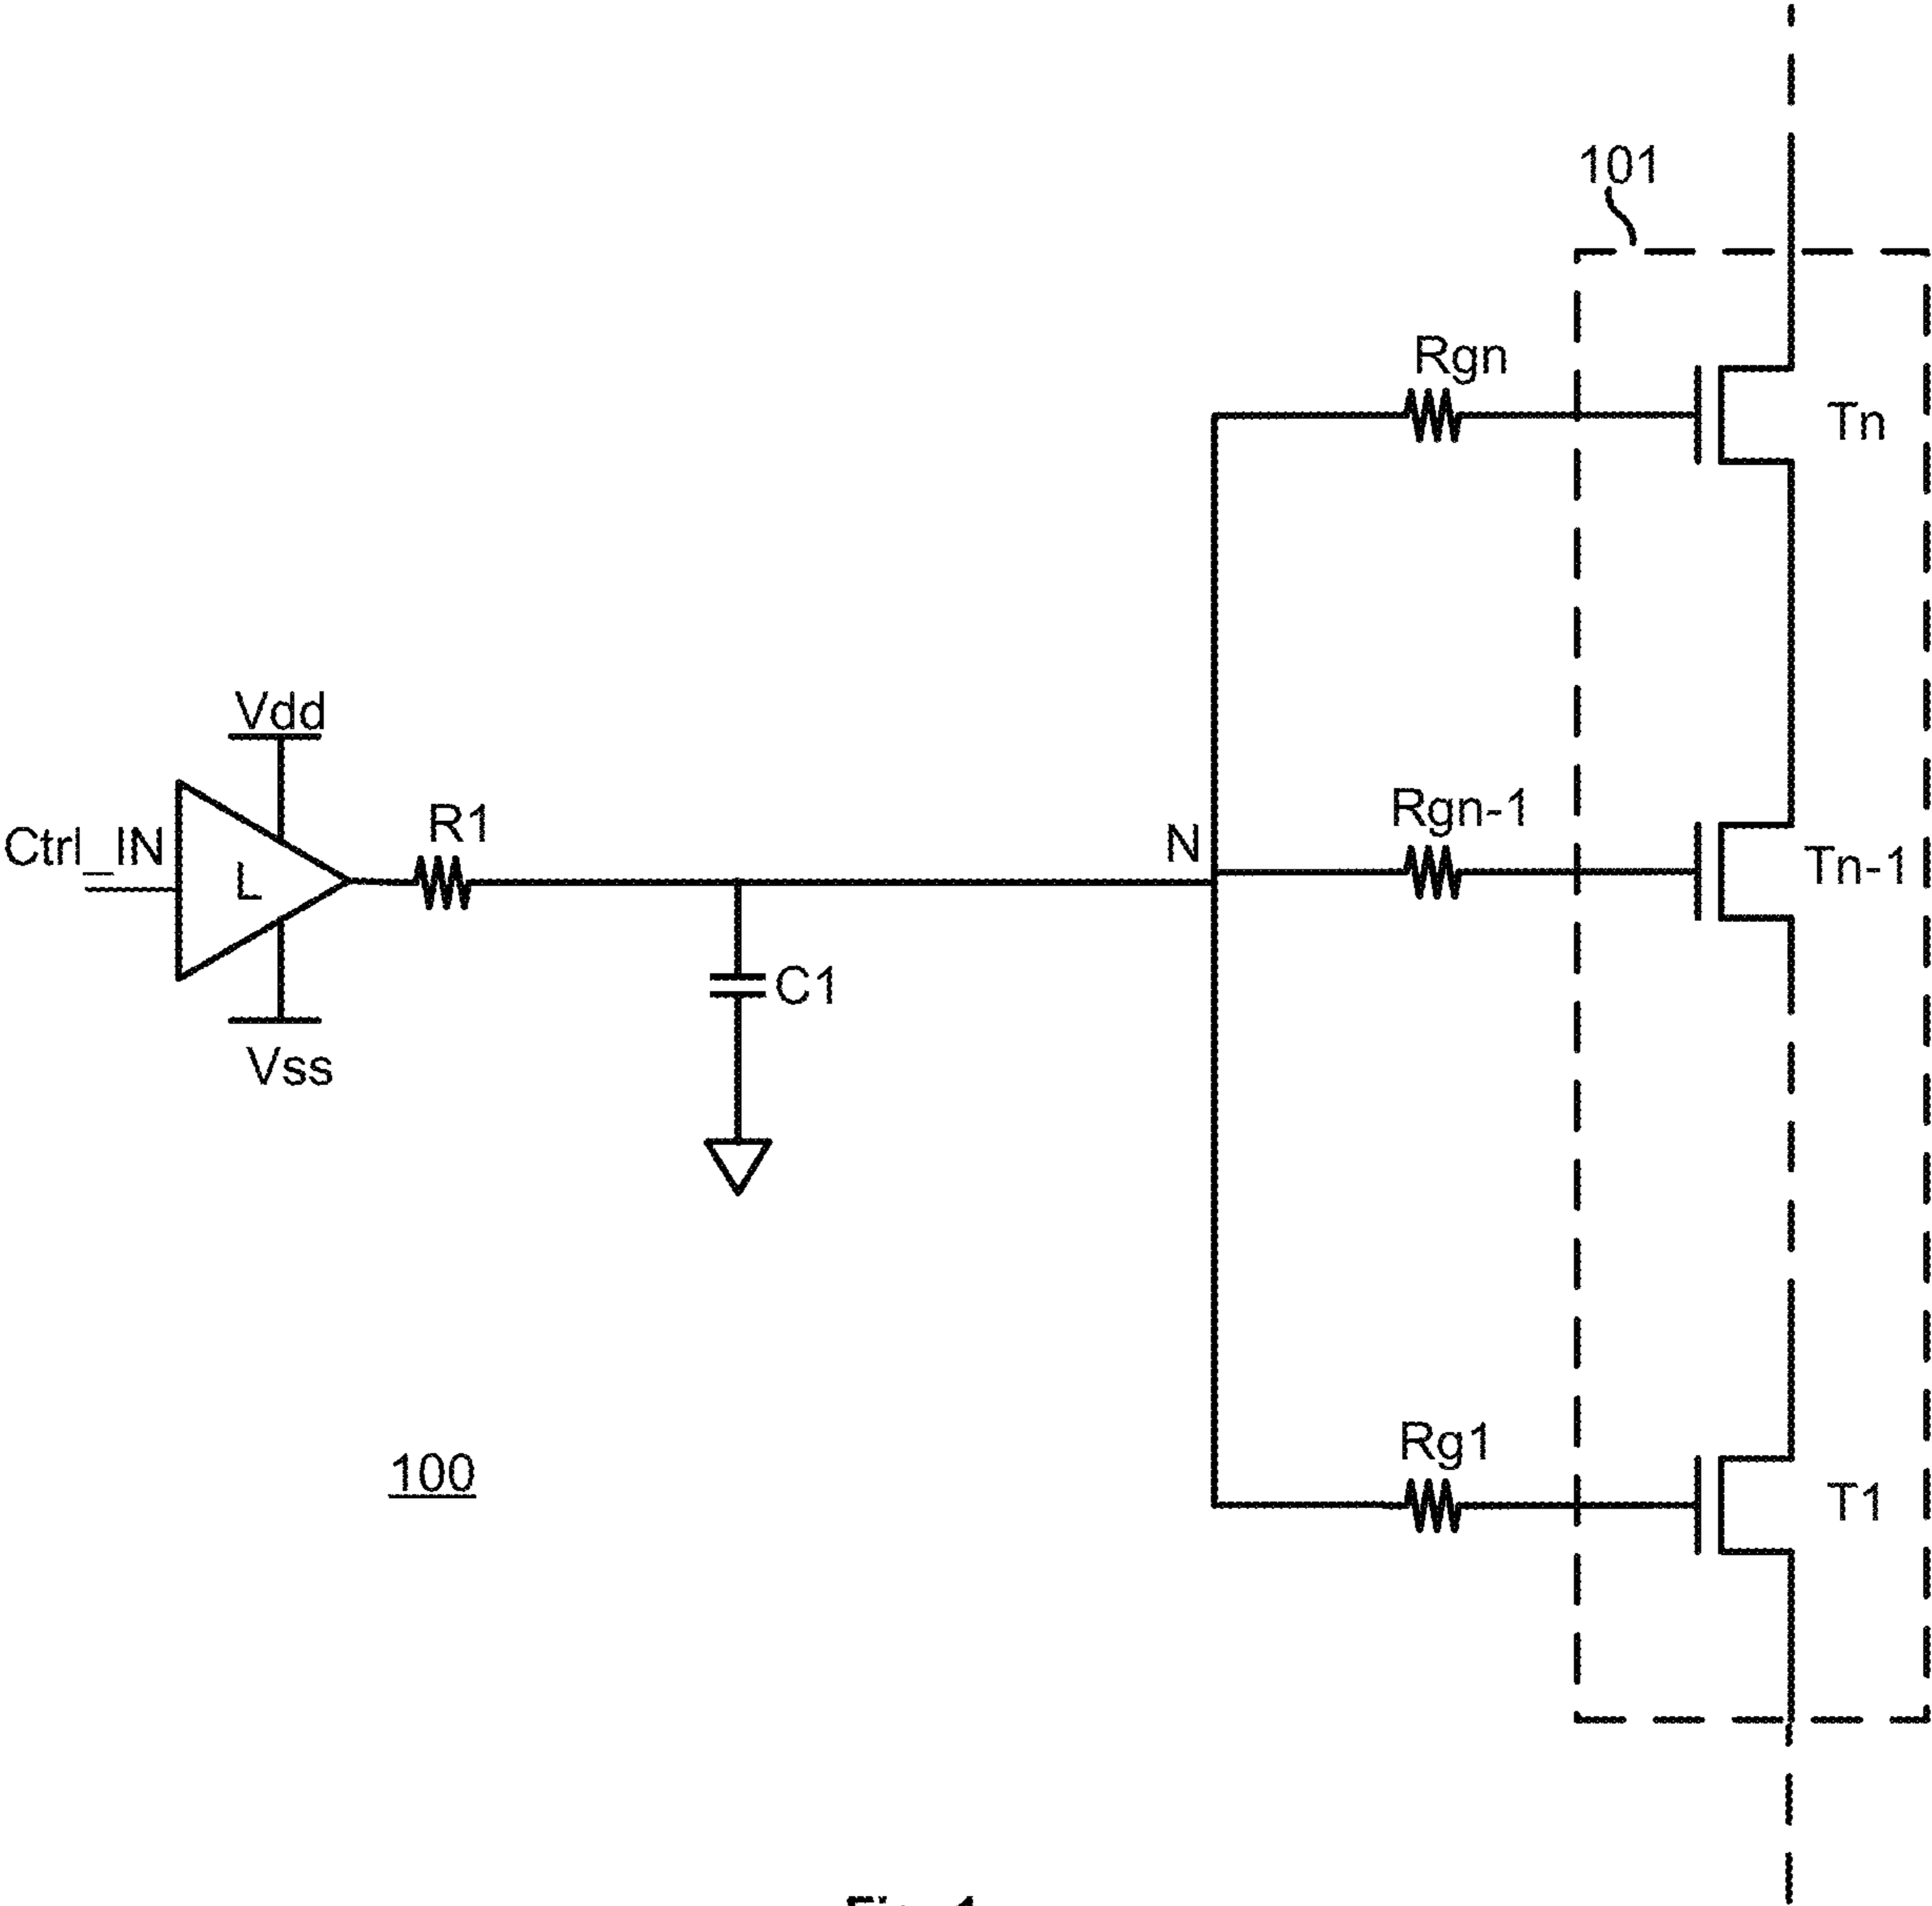 101
Rgn
Tn
Vdd
R1
Ctrl_IN
L
N
Rgn-1
Tn-1
C1
Vss
Rg1
T1
100